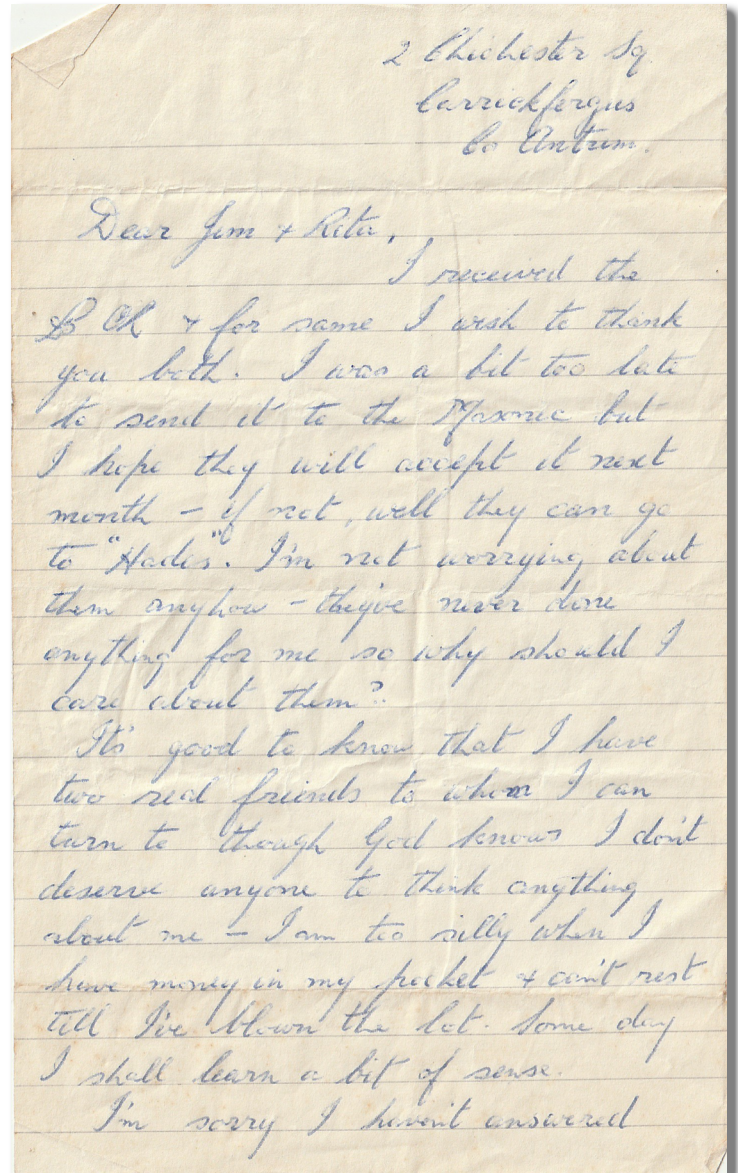 2 Chichester Sq
Carrickfergus
Co Antrim.
Dear Jim + Rita,
I received the
£5 OK + for same I wish to thank
you both. I was a bit too late
to send it to the Masonic but
I hope they will accept it next
month - if not, well they can go
to "Hades". I'm not worrying about
them anyhow - they've never done
anything for me so why should I
care about them?
It's good to know that I have
two real friends to whom I can
turn to though God knows I don't
deserve anyone to think anything
about me - I am too silly when I
have money in my pocket + can't rest
till I've blown the lot. Some day
I shall learn a bit of sense.
I'm sorry I haven't answered